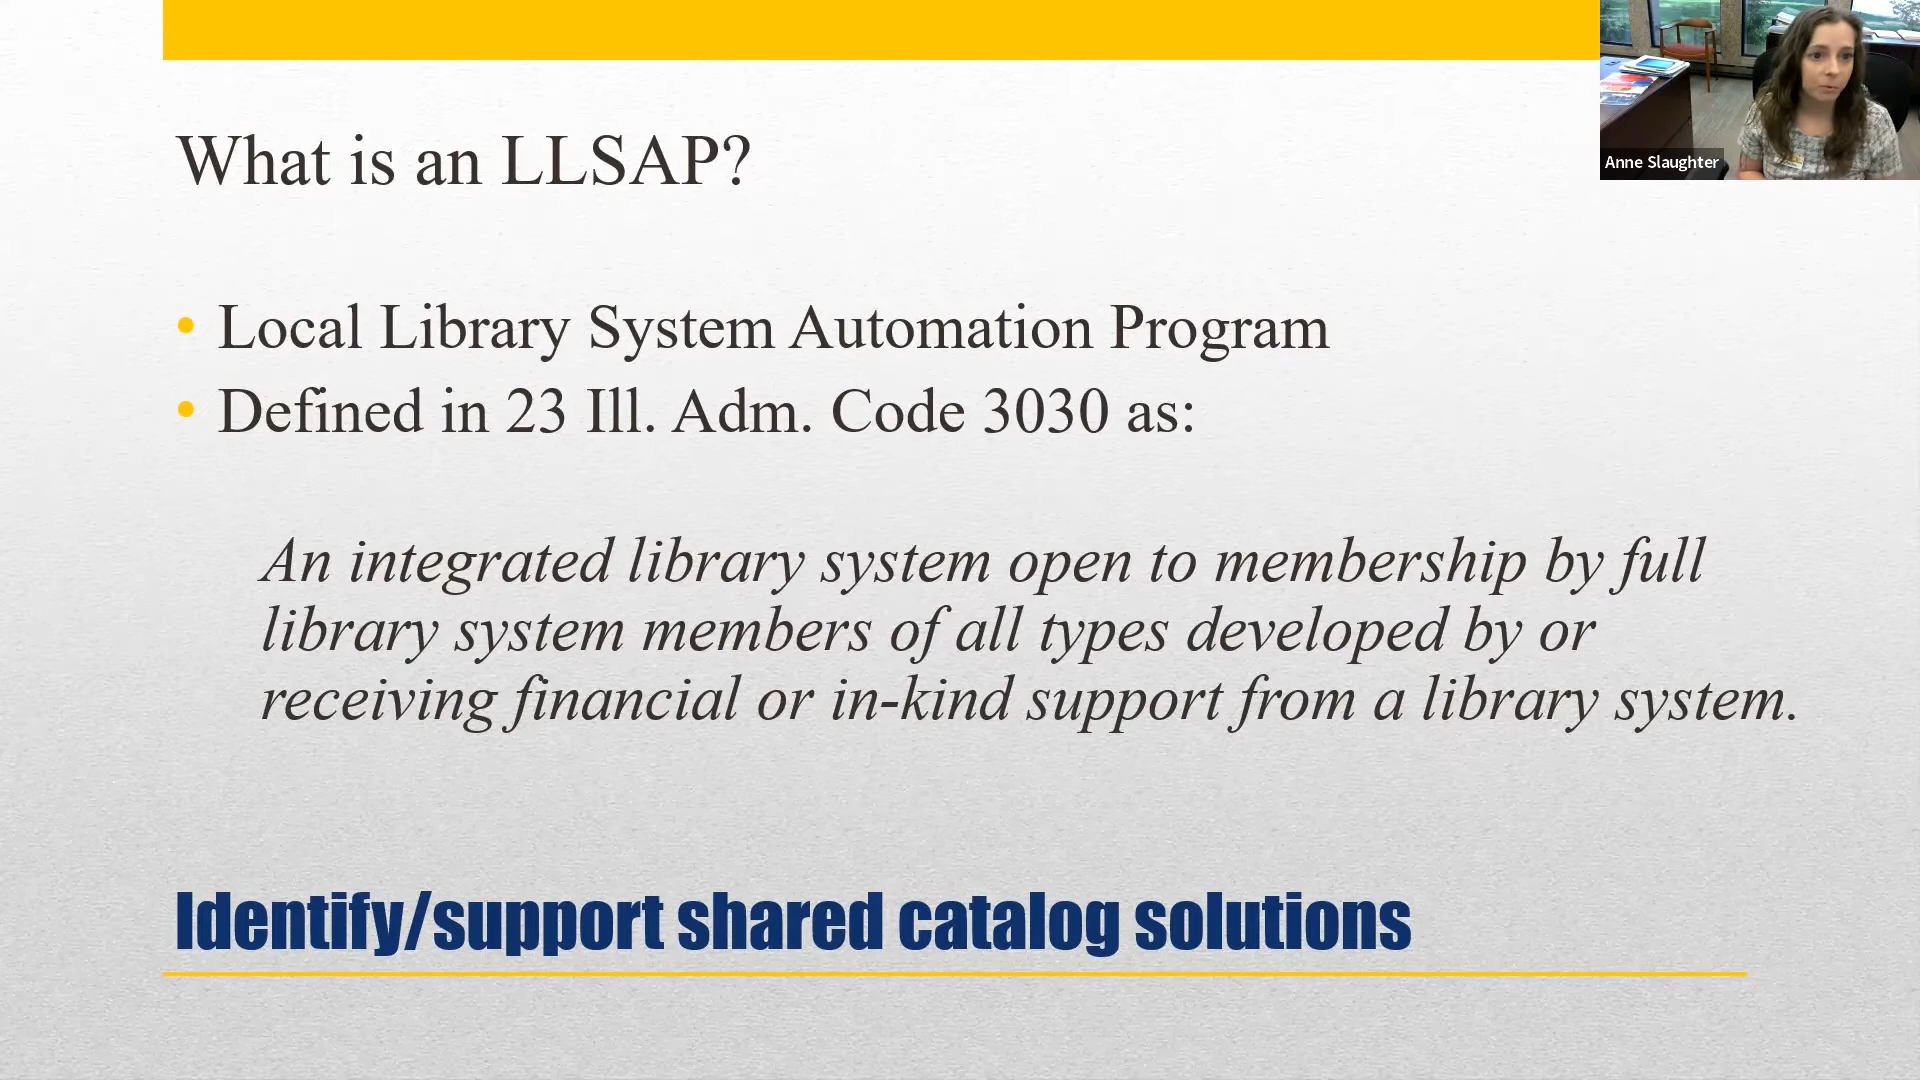 What is an LLSAP?
Anne Slaughter
• Local Library System Automation Program
• Defined in 23 Ill. Adm. Code 3030 as:
An integrated library system open to membership by full
library system members of all types developed by or
receiving financial or in-kind support from a library system.
Identify/support shared catalog solutions